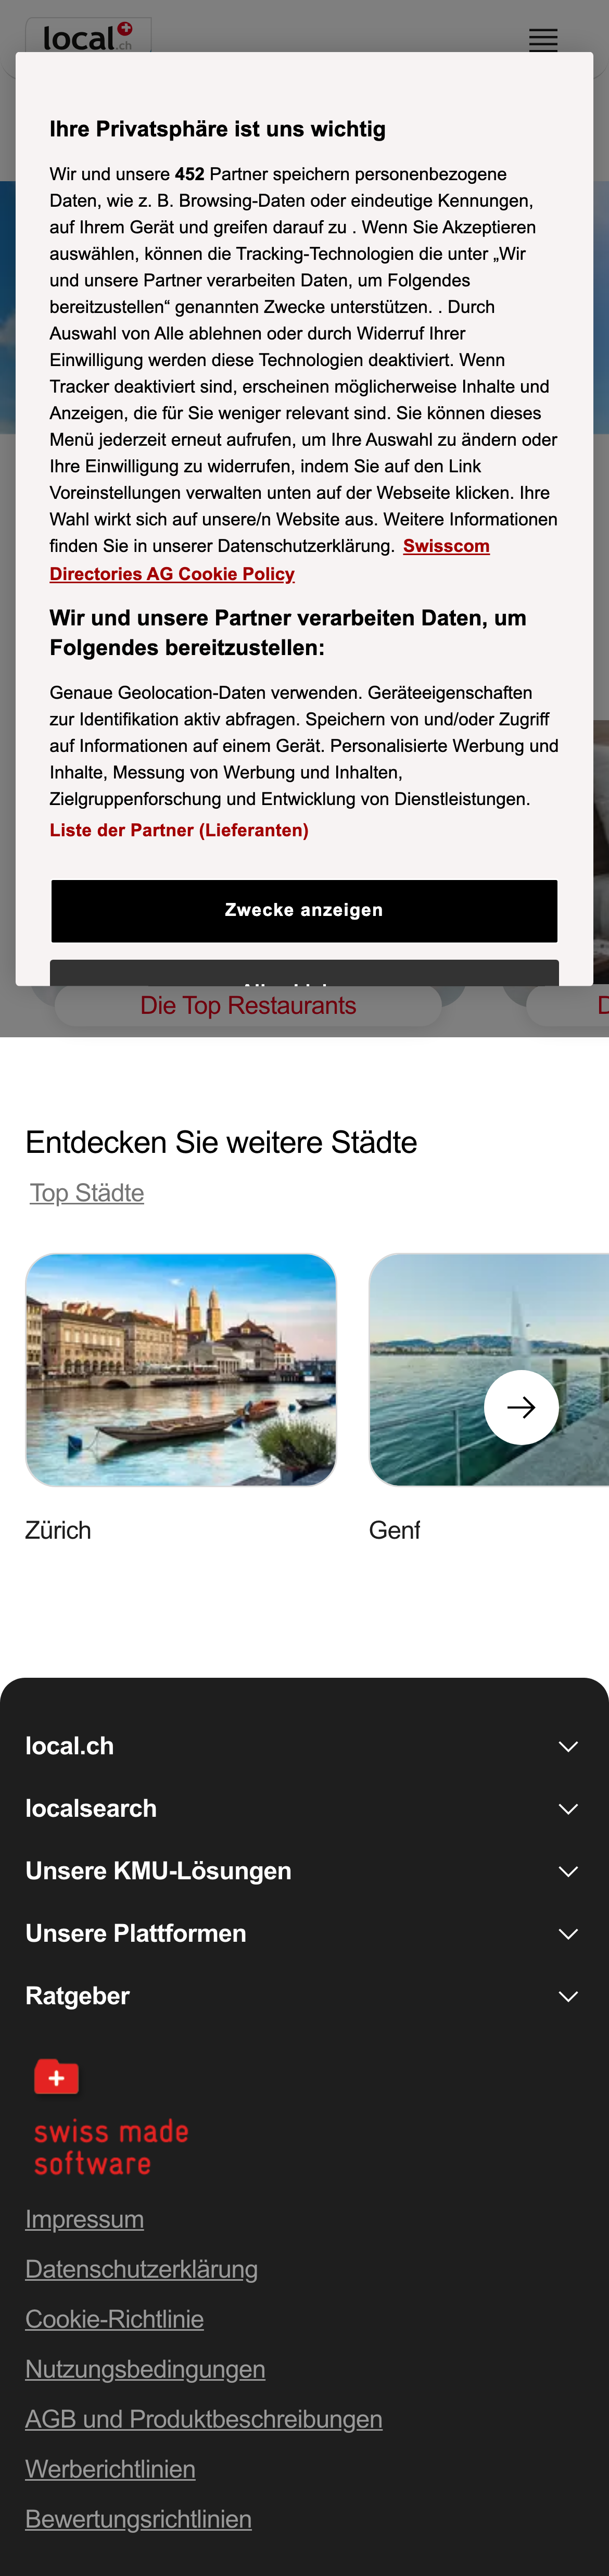 local.ch
Ihre Privatsphäre ist uns wichtig
Wir und unsere 452 Partner speichern personenbezogene
Daten, wie z. B. Browsing-Daten oder eindeutige Kennungen,
auf Ihrem Gerät und greifen darauf zu . Wenn Sie Akzeptieren
auswählen, können die Tracking-Technologien die unter „Wir
und unsere Partner verarbeiten Daten, um Folgendes
bereitzustellen“ genannten Zwecke unterstützen. . Durch
Auswahl von Alle ablehnen oder durch Widerruf Ihrer
Einwilligung werden diese Technologien deaktiviert. Wenn
Tracker deaktiviert sind, erscheinen möglicherweise Inhalte und
Anzeigen, die für Sie weniger relevant sind. Sie können dieses
Menü jederzeit erneut aufrufen, um Ihre Auswahl zu ändern oder
Ihre Einwilligung zu widerrufen, indem Sie auf den Link
Voreinstellungen verwalten unten auf der Webseite klicken. Ihre
Wahl wirkt sich auf unsere/n Website aus. Weitere Informationen
finden Sie in unserer Datenschutzerklärung. Swisscom
Directories AG Cookie Policy
Wir und unsere Partner verarbeiten Daten, um
Folgendes bereitzustellen:
Genaue Geolocation-Daten verwenden. Geräteeigenschaften
zur Identifikation aktiv abfragen. Speichern von und/oder Zugriff
auf Informationen auf einem Gerät. Personalisierte Werbung und
Inhalte, Messung von Werbung und Inhalten,
Zielgruppenforschung und Entwicklung von Dienstleistungen.
Liste der Partner (Lieferanten)
Zwecke anzeigen
Die Top Restaurants
Entdecken Sie weitere Städte
Top Städte
Zürich
Genf
local.ch
localsearch
Unsere KMU-Lösungen
Unsere Plattformen
Ratgeber
swiss made
software
Impressum
Datenschutzerklärung
Cookie-Richtlinie
Nutzungsbedingungen
AGB und Produktbeschreibungen
Werberichtlinien
Bewertungsrichtlinien